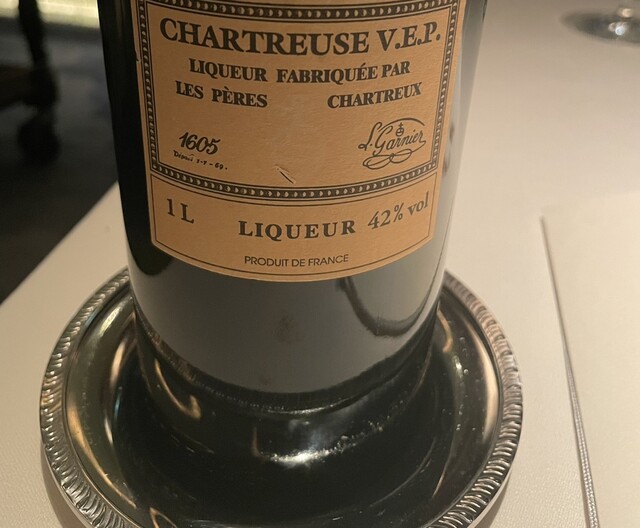 CHARTREUSE V.E.P.
LIQUEUR FABRIQUÉE PAR
LES PÈRES CHARTREUX
1605
L. Garnier
1 L LIQUEUR 42% vol
PRODUIT DE FRANCE